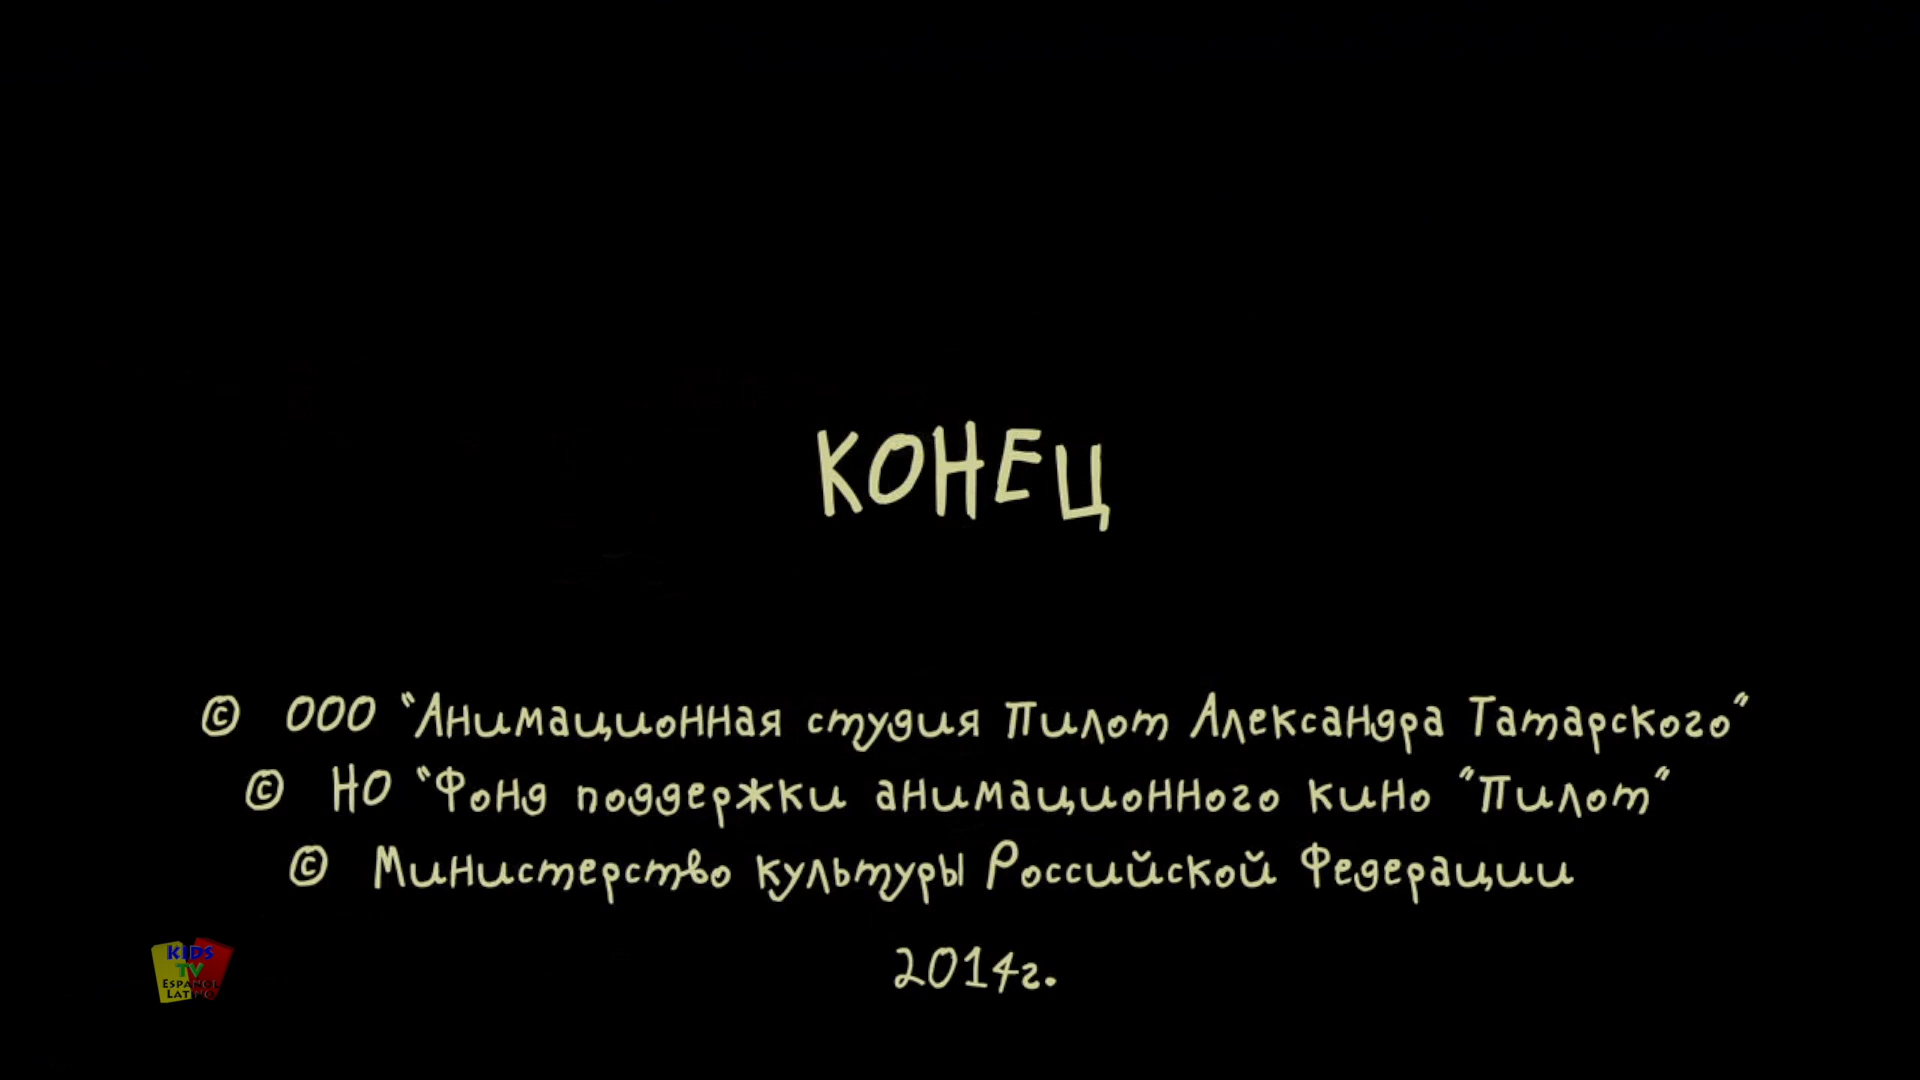 КОНЕЦ
© ООО "Анимационная студия Пилот Александра Татарского"
© НО "Фонд поддержки анимационного кино "Пилот"
© Министерство культуры Российской Федерации
2014г.
KIDS
TV
ESPAÑOL
LATINO